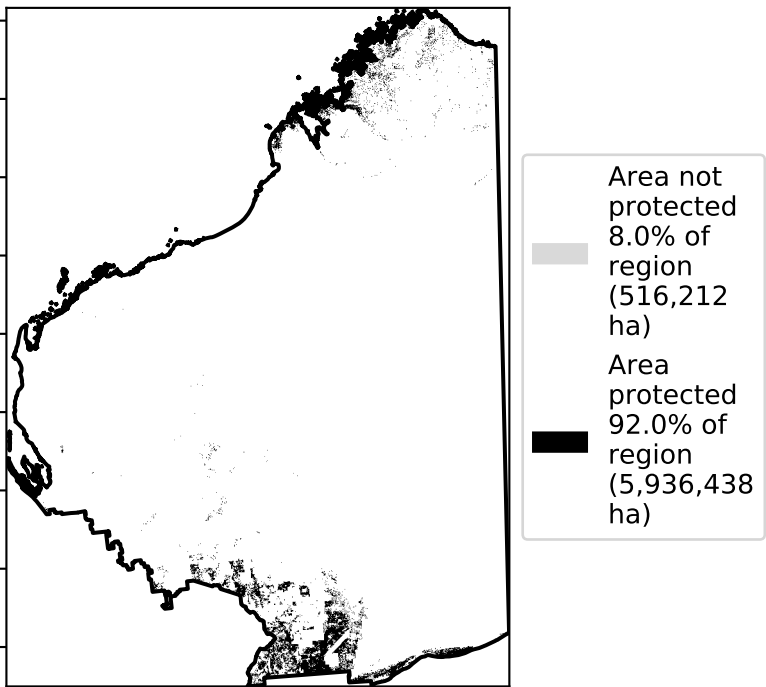 Area not
protected
8.0% of
region
(516,212
ha)
Area
protected
92.0% of
region
(5,936,438
ha)